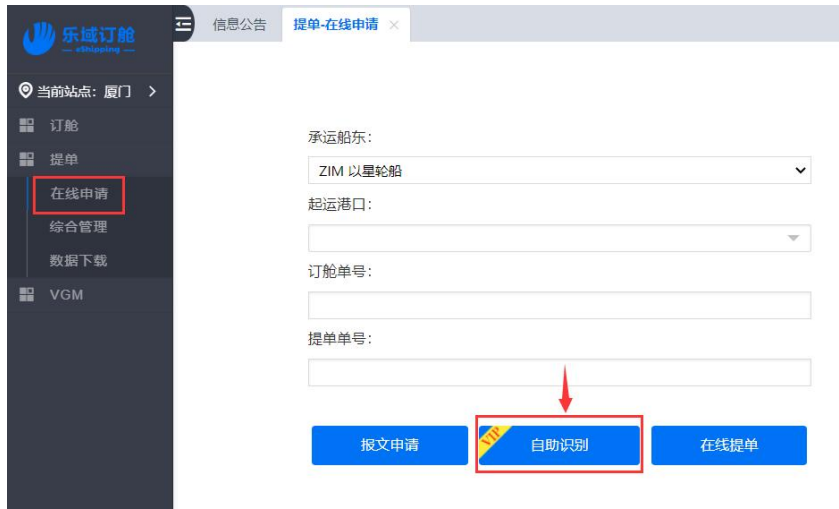 乐域订舱
eShipping
信息公告
提单-在线申请
当前站点：厦门
订舱
提单
在线申请
综合管理
数据下载
VGM
承运船东：
ZIM 以星轮船
起运港口：
订舱单号：
提单单号：
报文申请
VIP
自助识别
在线提单